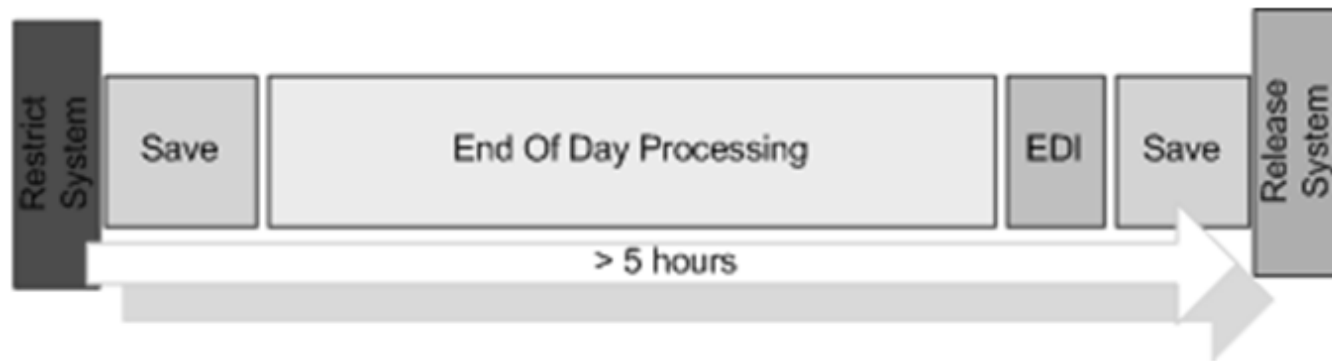 Restrict
System
Save
End Of Day Processing
EDI
Save
Release
System
> 5 hours